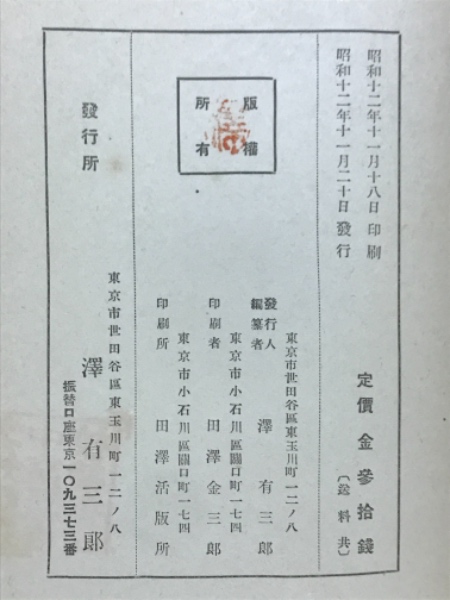 昭和十二年十一月十八日印刷
昭和十二年十一月二十日發行
定價金參拾錢
〔送料共〕
版權
所有
東京市世田谷區東玉川町一二ノ八
發行人
編纂者
澤有三郎
東京市小石川區關口町一七四
印刷者
田澤金三郎
東京市小石川區關口町一七四
印刷所
田澤活版所
發行所
東京市世田谷區東玉川町一二ノ八
澤有三郎
振替口座東京一〇九三七三番